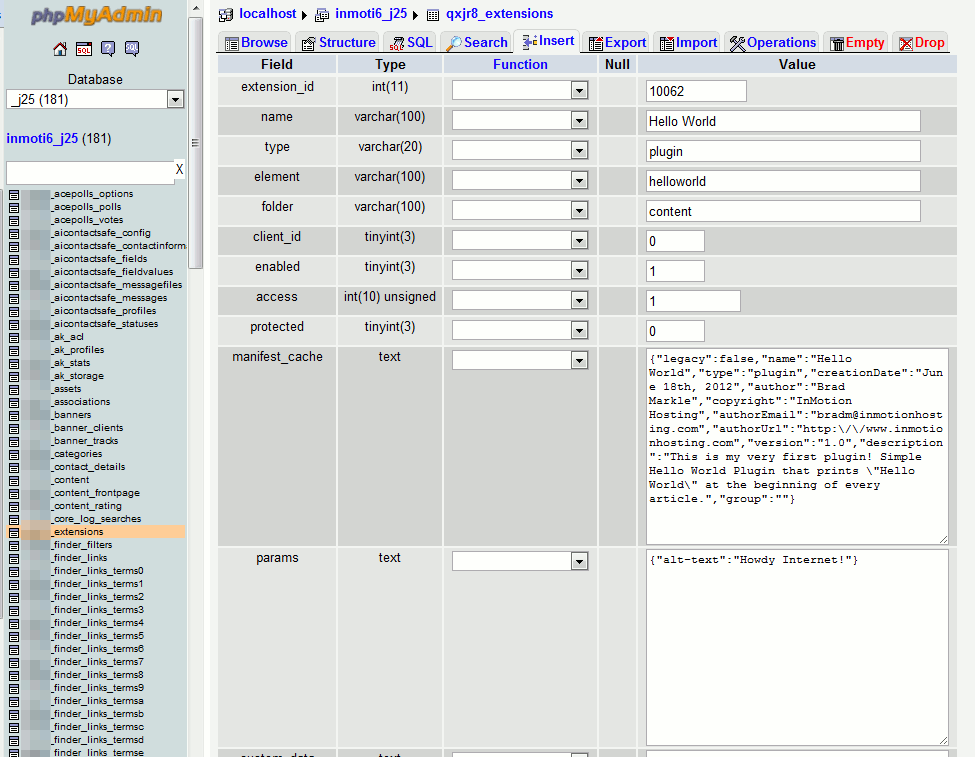 phpMyAdmin
SQL
SQL
Database
_j25 (181)
inmoti6_j25 (181)
X
_acepolls_options
_acepolls_polls
_acepolls_votes
_aicontactsafe_config
_aicontactsafe_contactinform
_aicontactsafe_fields
_aicontactsafe_fieldvalues
_aicontactsafe_messagefiles
_aicontactsafe_messages
_aicontactsafe_profiles
_aicontactsafe_statuses
_ak_acl
_ak_profiles
_ak_stats
_ak_storage
_assets
_associations
_banners
_banner_clients
_banner_tracks
_categories
_contact_details
_content
_content_frontpage
_content_rating
_core_log_searches
_extensions
_finder_filters
_finder_links
_finder_links_terms0
_finder_links_terms1
_finder_links_terms2
_finder_links_terms3
_finder_links_terms4
_finder_links_terms5
_finder_links_terms6
_finder_links_terms7
_finder_links_terms8
_finder_links_terms9
_finder_links_termsa
_finder_links_termsb
_finder_links_termsc
_finder_links_termsd
_finder_links_termse
localhost inmoti6_j25 qxjr8_extensions
Browse Structure SQL Search Insert Export Import Operations Empty Drop
Field Type Function Null Value
extension_id int(11) 10062
name varchar(100) Hello World
type varchar(20) plugin
element varchar(100) helloworld
folder varchar(100) content
client_id tinyint(3) 0
enabled tinyint(3) 1
access int(10) unsigned 1
protected tinyint(3) 0
manifest_cache text {"legacy":false,"name":"Hello
World","type":"plugin","creationDate":"Jun
e 18th, 2012","author":"Brad
Markle","copyright":"InMotion
Hosting","authorEmail":"bradm@inmotionhost
ing.com","authorUrl":"http:\/\/www.inmotio
nhosting.com","version":"1.0","description
":"This is my very first plugin! Simple
Hello World Plugin that prints \"Hello
World\" at the beginning of every
article.","group":""}
params text {"alt-text":"Howdy Internet!"}
custom_data text